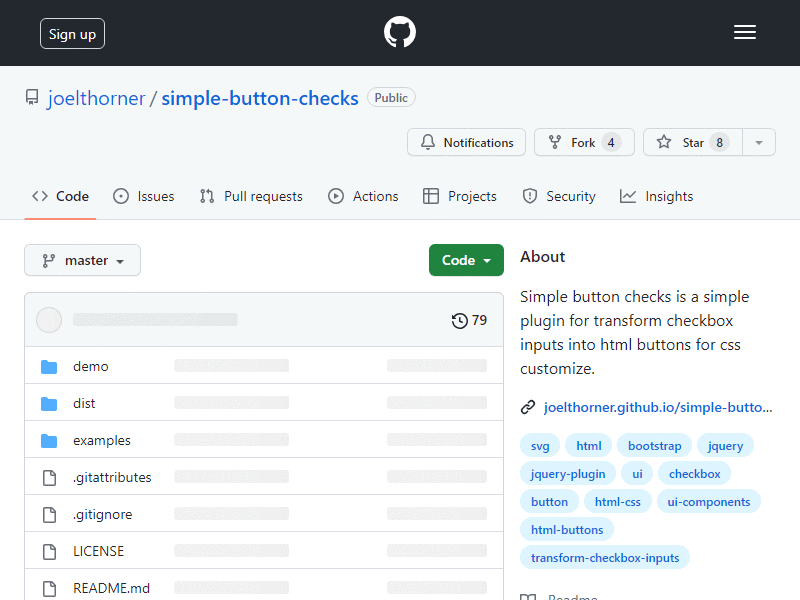 Sign up
joelthorner / simple-button-checks Public
Notifications Fork 4 Star 8
Code Issues Pull requests Actions Projects Security Insights
master Code
79
demo
dist
examples
.gitattributes
.gitignore
LICENSE
README.md
About
Simple button checks is a simple
plugin for transform checkbox
inputs into html buttons for css
customize.
joelthorner.github.io/simple-butto...
svg html bootstrap jquery
jquery-plugin ui checkbox
button html-css ui-components
html-buttons
transform-checkbox-inputs
Readme